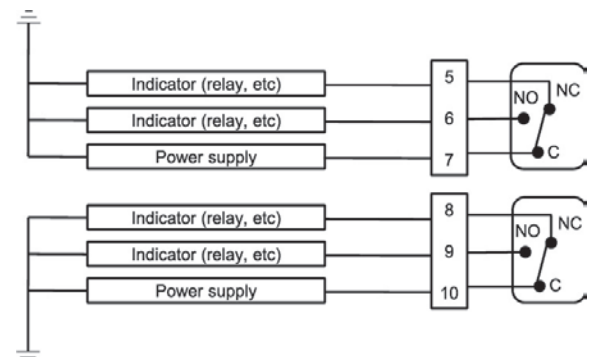 Indicator (relay, etc) 5 NC
NO
Indicator (relay, etc) 6
Power supply 7 C
Indicator (relay, etc) 8 NC
NO
Indicator (relay, etc) 9
Power supply 10 C